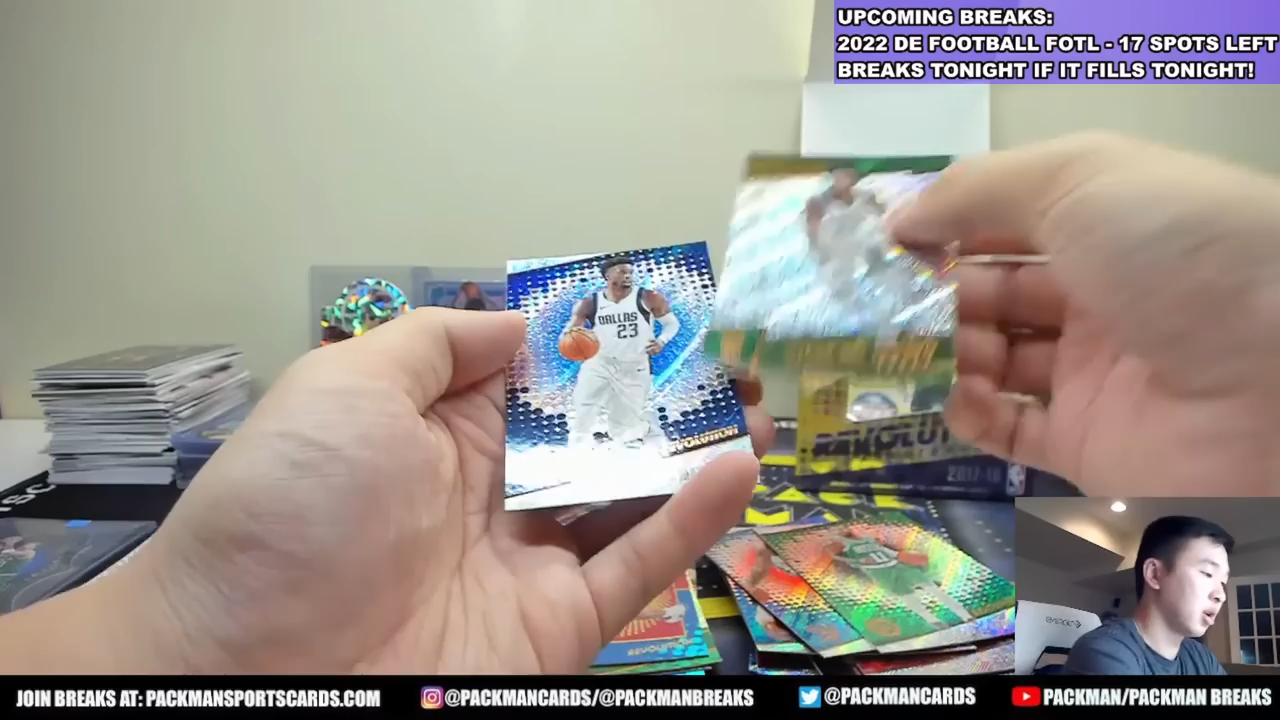 UPCOMING BREAKS:
2022 DE FOOTBALL FOTL - 17 SPOTS LEFT
BREAKS TONIGHT IF IT FILLS TONIGHT!
DALLAS
23
JOIN BREAKS AT: PACKMANSPORTSCARDS.COM
@PACKMANCARDS/@PACKMANBREAKS
@PACKMANCARDS
PACKMAN/PACKMAN BREAKS